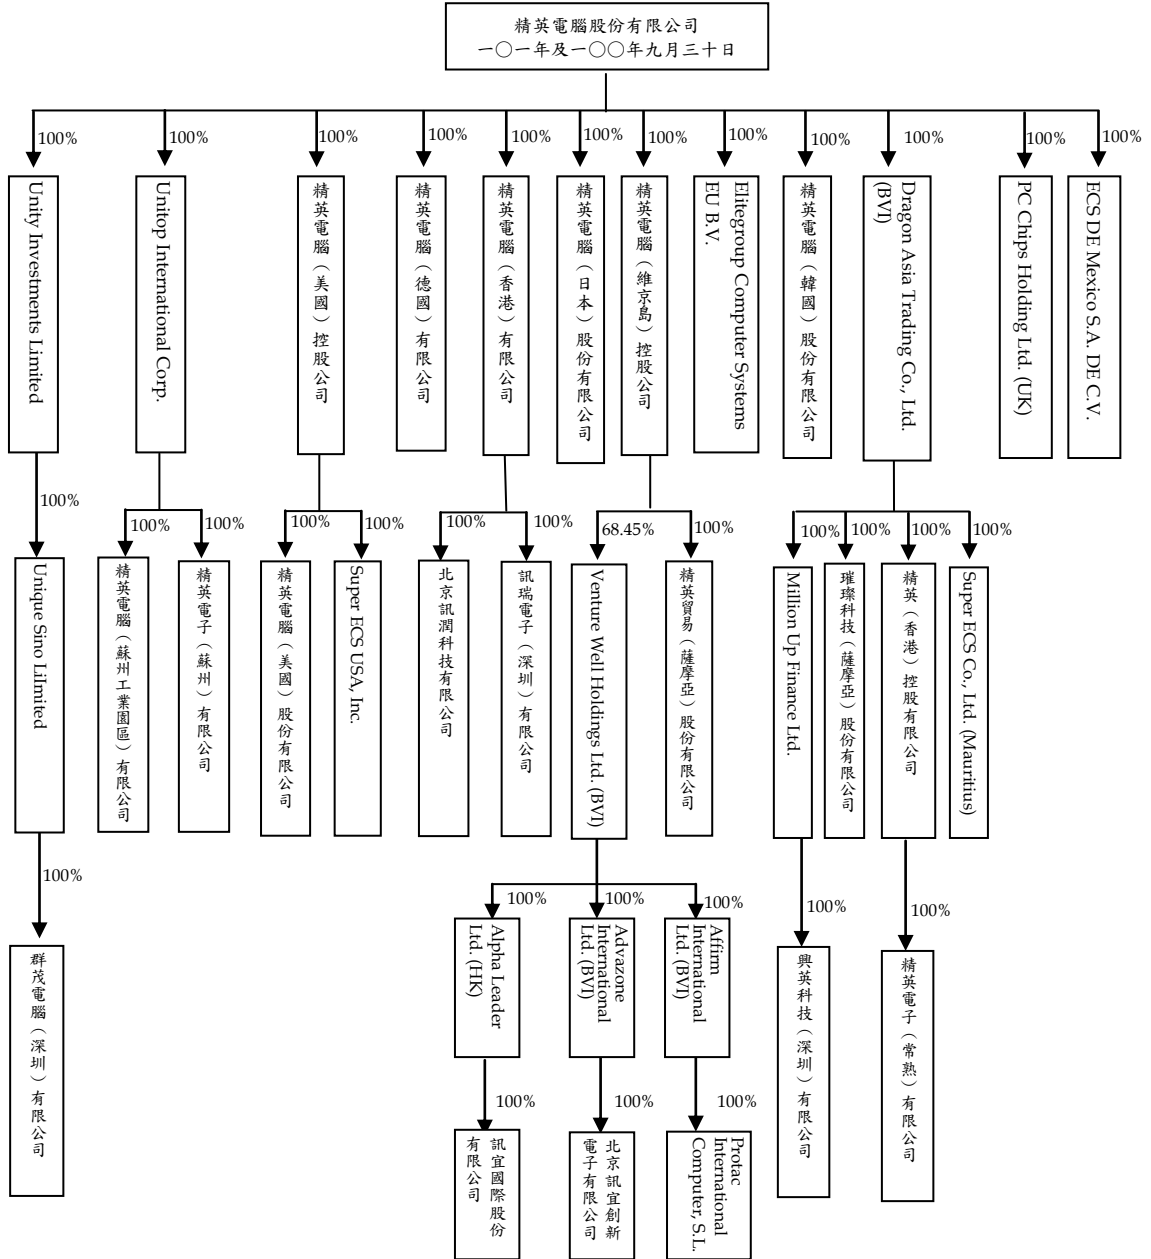 精英電腦股份有限公司
一〇一年及一〇〇年九月三十日
100%
100%
100%
100%
100%
100%
100%
100%
100%
100%
100%
100%
Unity Investments Limited
Unitop International Corp.
精英電腦（美國）控股公司
精英電腦（德國）有限公司
精英電腦（香港）有限公司
精英電腦（日本）股份有限公司
精英電腦（維京島）控股公司
Elitegroup Computer Systems
EU B.V.
精英電腦（韓國）股份有限公司
Dragon Asia Trading Co., Ltd.
(BVI)
PC Chips Holding Ltd. (UK)
ECS DE Mexico S.A. DE C.V.
100%
100%
100%
100%
100%
100%
100%
68.45%
100%
100%
100%
100%
100%
Unique Sino LiImited
精英電腦（蘇州工業園區）有限公司
精英電子（蘇州）有限公司
精英電腦（美國）股份有限公司
Super ECS USA, Inc.
北京訊潤科技有限公司
訊瑞電子（深圳）有限公司
Venture Well Holdings Ltd. (BVI)
精英貿易（薩摩亞）股份有限公司
Million Up Finance Ltd.
璀璨科技（薩摩亞）股份有限公司
精英（香港）控股有限公司
Super ECS Co., Ltd. (Mauritius)
100%
100%
100%
100%
100%
100%
群茂電腦（深圳）有限公司
Alpha Leader
Ltd. (HK)
Advazone
International
Ltd. (BVI)
Affirm
International
Ltd. (BVI)
興英科技（深圳）有限公司
精英電子（常熟）有限公司
100%
100%
100%
訊宜國際股份
有限公司
北京訊宜創新
電子有限公司
Protac
International
Computer, S.L.